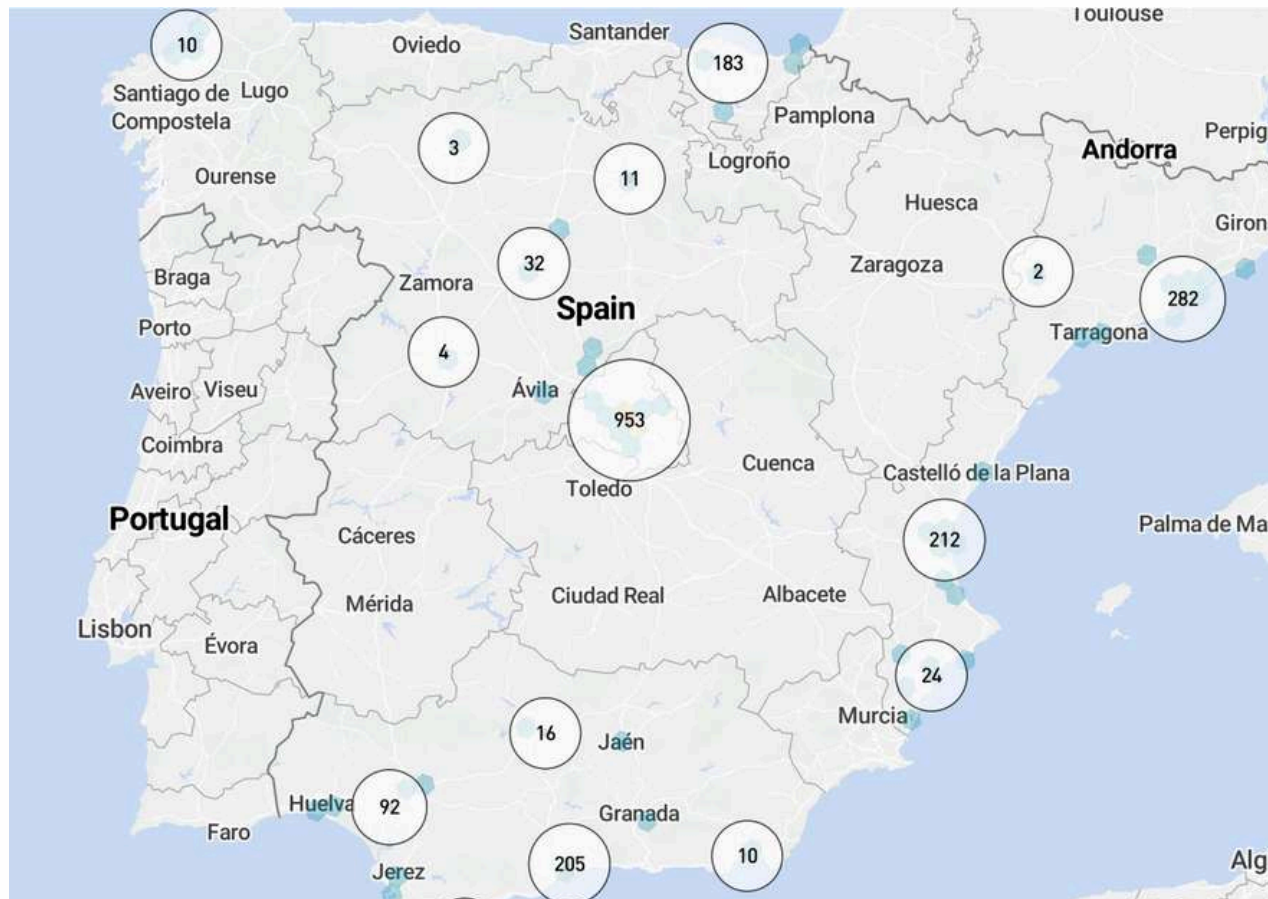 Toulouse
Santander
10
Oviedo
183
Santiago de
Compostela
Lugo
Pamplona
Perpig
3
Andorra
Logroño
11
Ourense
Huesca
Giron
32
Zaragoza
2
Braga
Zamora
282
Spain
Porto
Tarragona
4
Aveiro
Viseu
Ávila
953
Coimbra
Cuenca
Castelló de la Plana
Toledo
Portugal
Palma de Ma
Cáceres
212
Ciudad Real
Albacete
Mérida
Lisbon
Évora
24
Murcia
16
Jaén
Huelva
92
Granada
Faro
10
205
Alg
Jerez